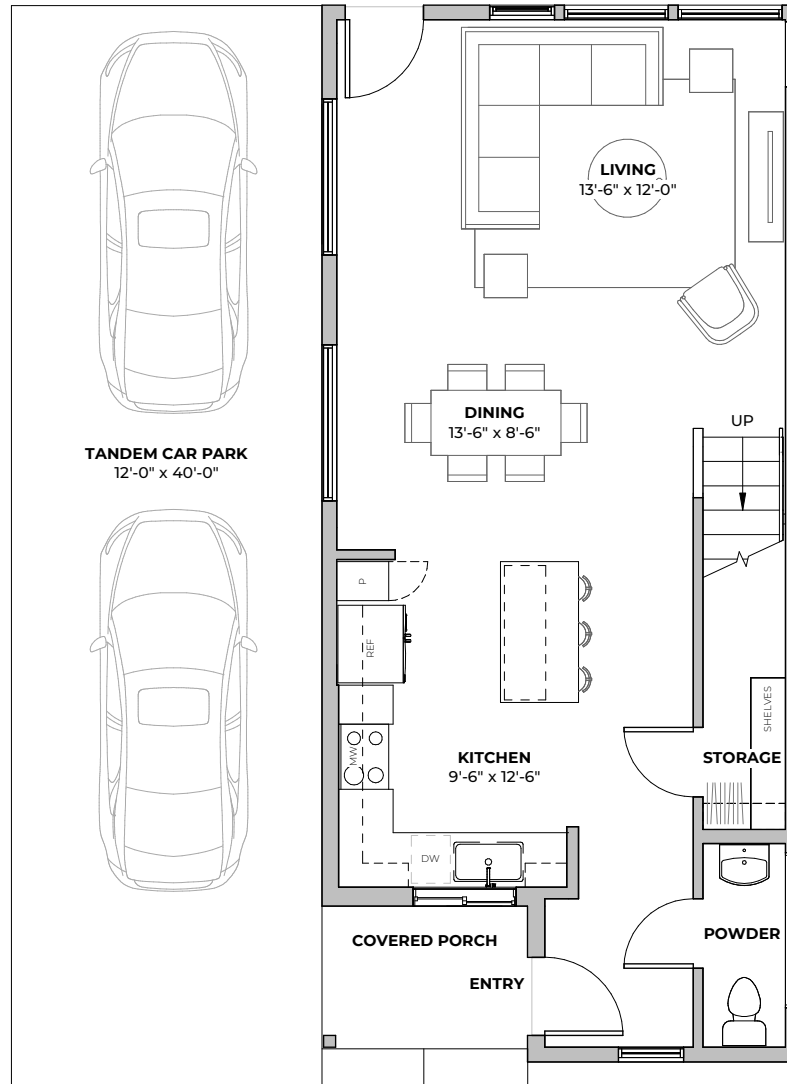 LIVING
13'-6" x 12'-0"
UP
DINING
13'-6" x 8'-6"
TANDEM CAR PARK
12'-0" x 40'-0"
P
REF
SHELVES
MW
KITCHEN
9'-6" x 12'-6"
STORAGE
DW
COVERED PORCH
POWDER
ENTRY